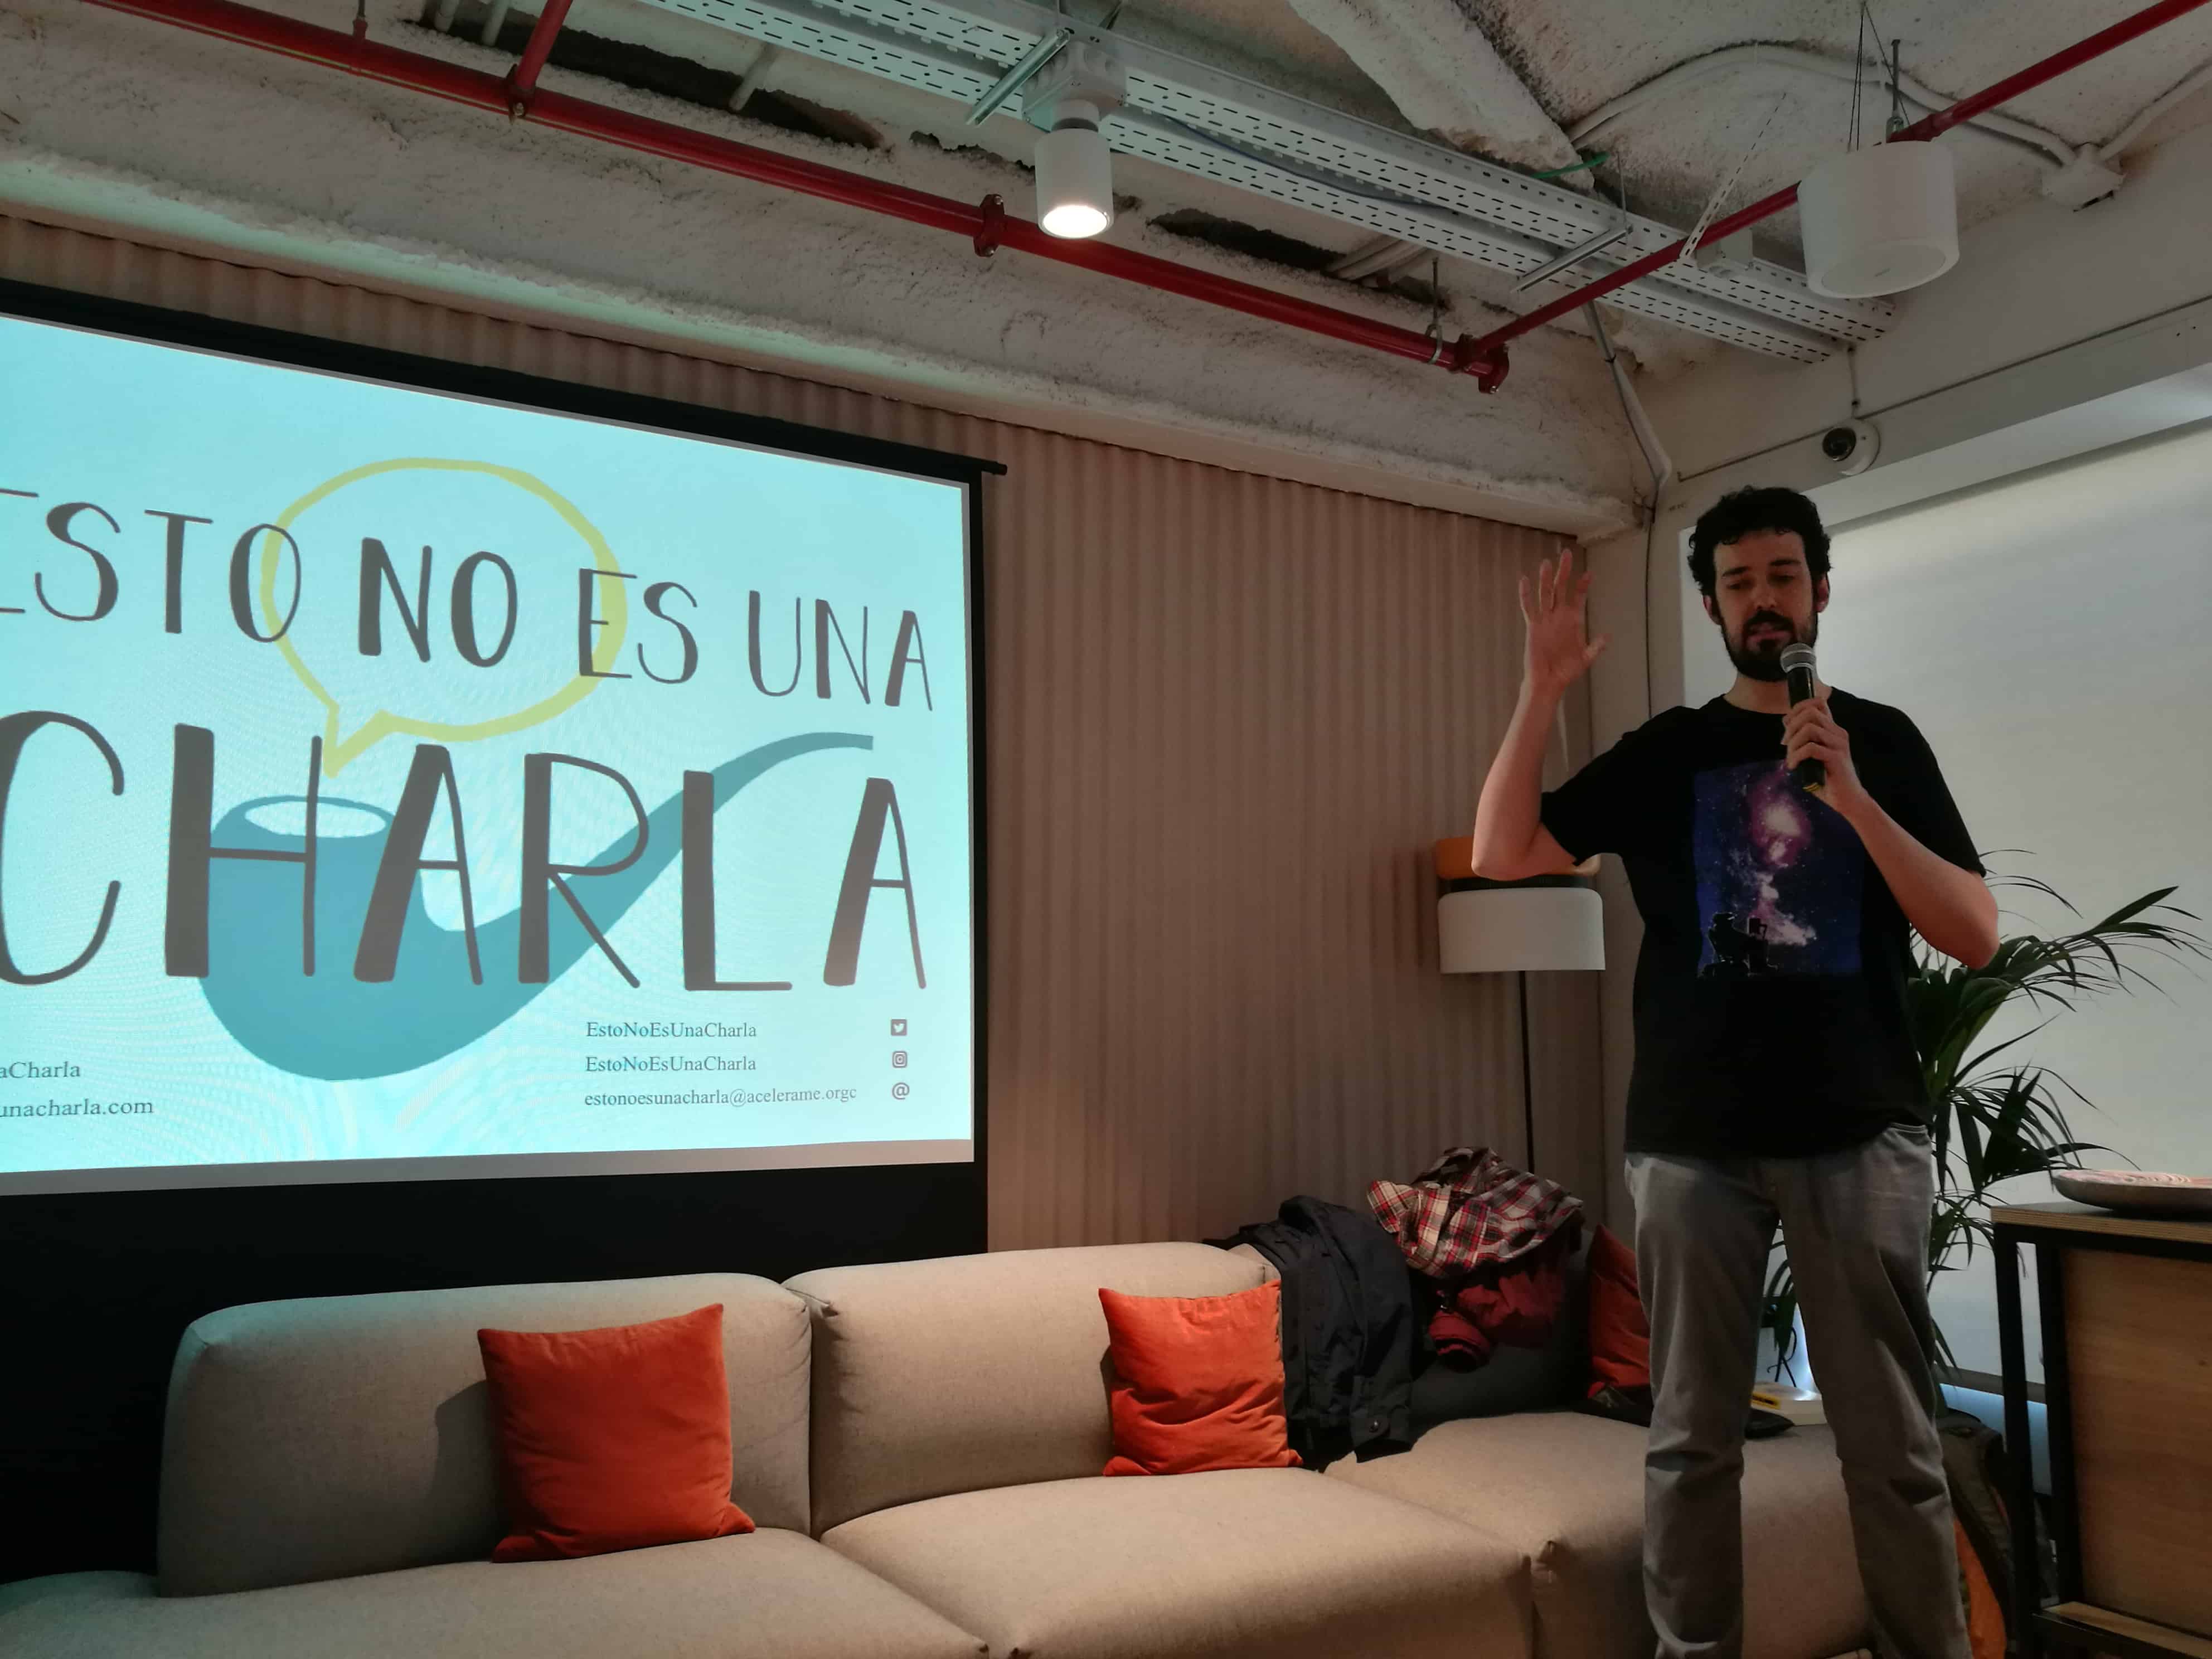 ESTO NO ES UNA
CHARLA
EstoNoEsUnaCharla
EstoNoEsUnaCharla
estonoesunacharla@acelerame.orgc
aCharla
unacharla.com